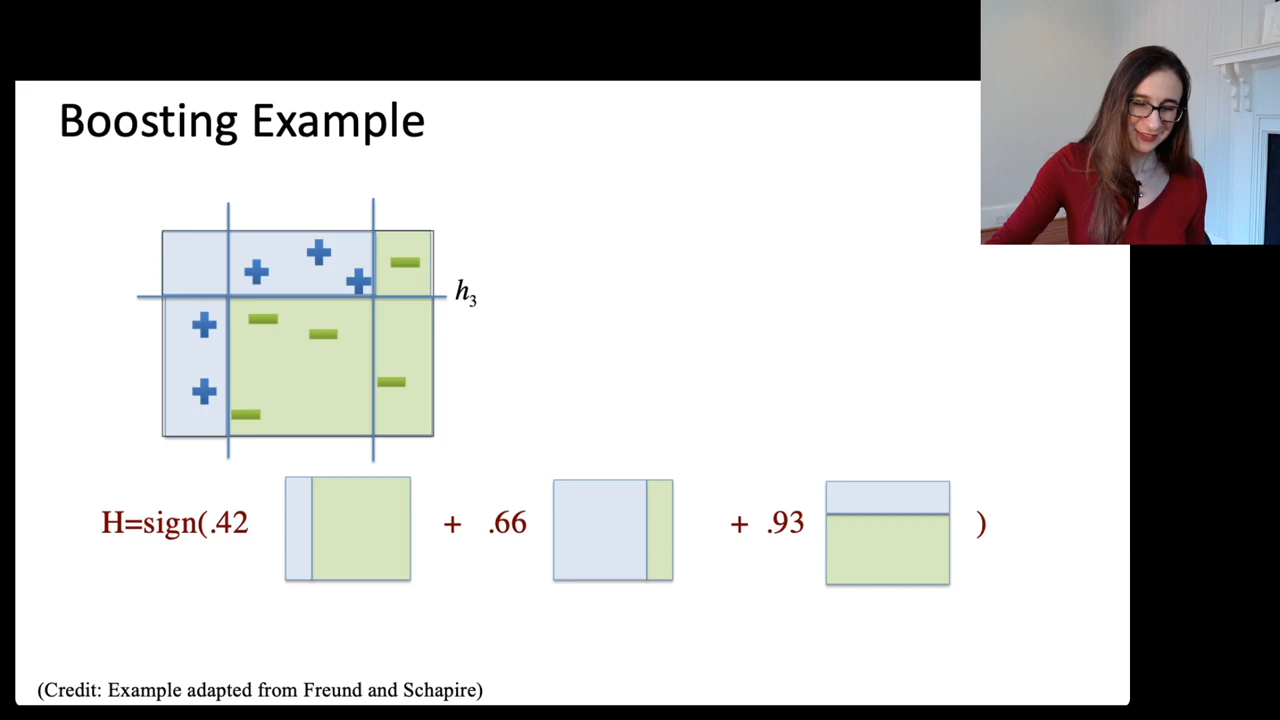 Boosting Example
h3
H=sign(.42 + .66 + .93 )
(Credit: Example adapted from Freund and Schapire)